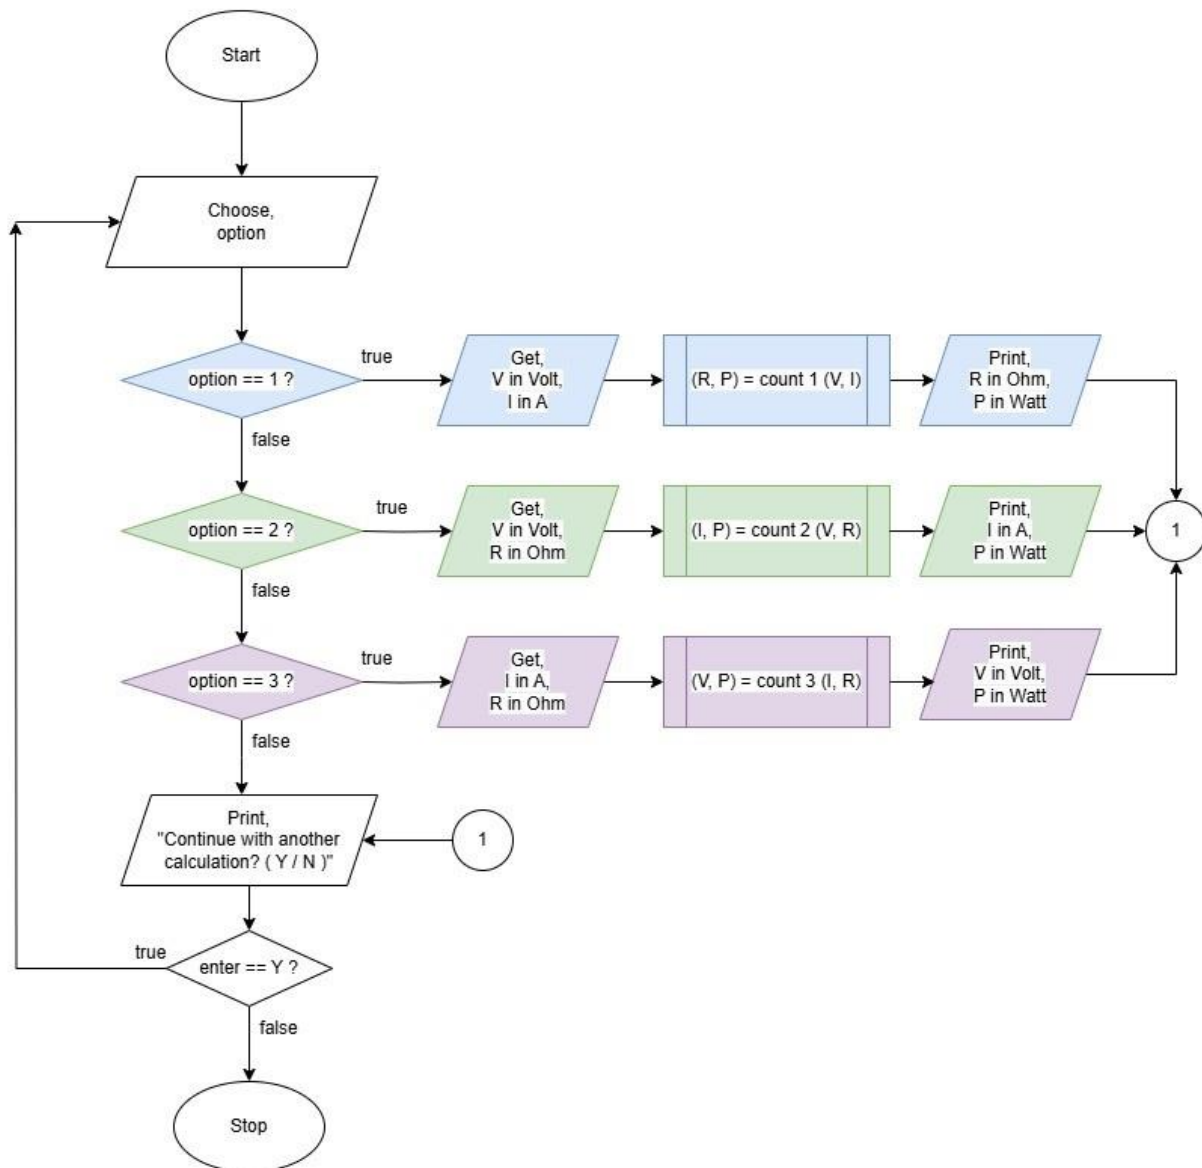 Start
Choose,
option
option == 1 ?
true
Get,
V in Volt,
I in A
(R, P) = count 1 (V, I)
Print,
R in Ohm,
P in Watt
false
option == 2 ?
true
Get,
V in Volt,
R in Ohm
(I, P) = count 2 (V, R)
Print,
I in A,
P in Watt
1
false
option == 3 ?
true
Get,
I in A,
R in Ohm
(V, P) = count 3 (I, R)
Print,
V in Volt,
P in Watt
false
Print,
"Continue with another
calculation? ( Y / N )"
1
true
enter == Y ?
false
Stop